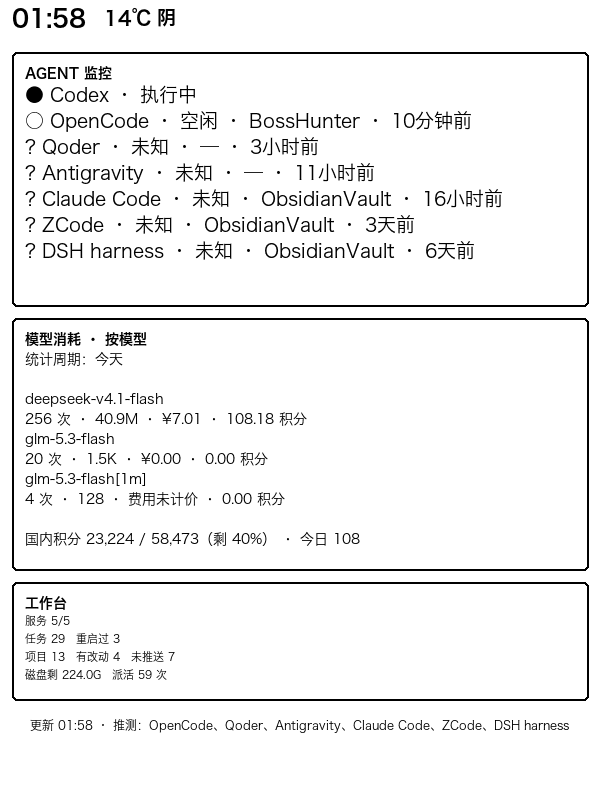 01:58 14℃ 阴
AGENT 监控
● Codex · 执行中
○ OpenCode · 空闲 · BossHunter · 10分钟前
? Qoder · 未知 · — · 3小时前
? Antigravity · 未知 · — · 11小时前
? Claude Code · 未知 · ObsidianVault · 16小时前
? ZCode · 未知 · ObsidianVault · 3天前
? DSH harness · 未知 · ObsidianVault · 6天前
模型消耗 · 按模型
统计周期：今天
deepseek-v4.1-flash
256 次 · 40.9M · ¥7.01 · 108.18 积分
glm-5.3-flash
20 次 · 1.5K · ¥0.00 · 0.00 积分
glm-5.3-flash[1m]
4 次 · 128 · 费用未计价 · 0.00 积分
国内积分 23,224 / 58,473（剩 40%） · 今日 108
工作台
服务 5/5
任务 29 重启过 3
项目 13 有改动 4 未推送 7
磁盘剩 224.0G 派活 59 次
更新 01:58 · 推测：OpenCode、Qoder、Antigravity、Claude Code、ZCode、DSH harness